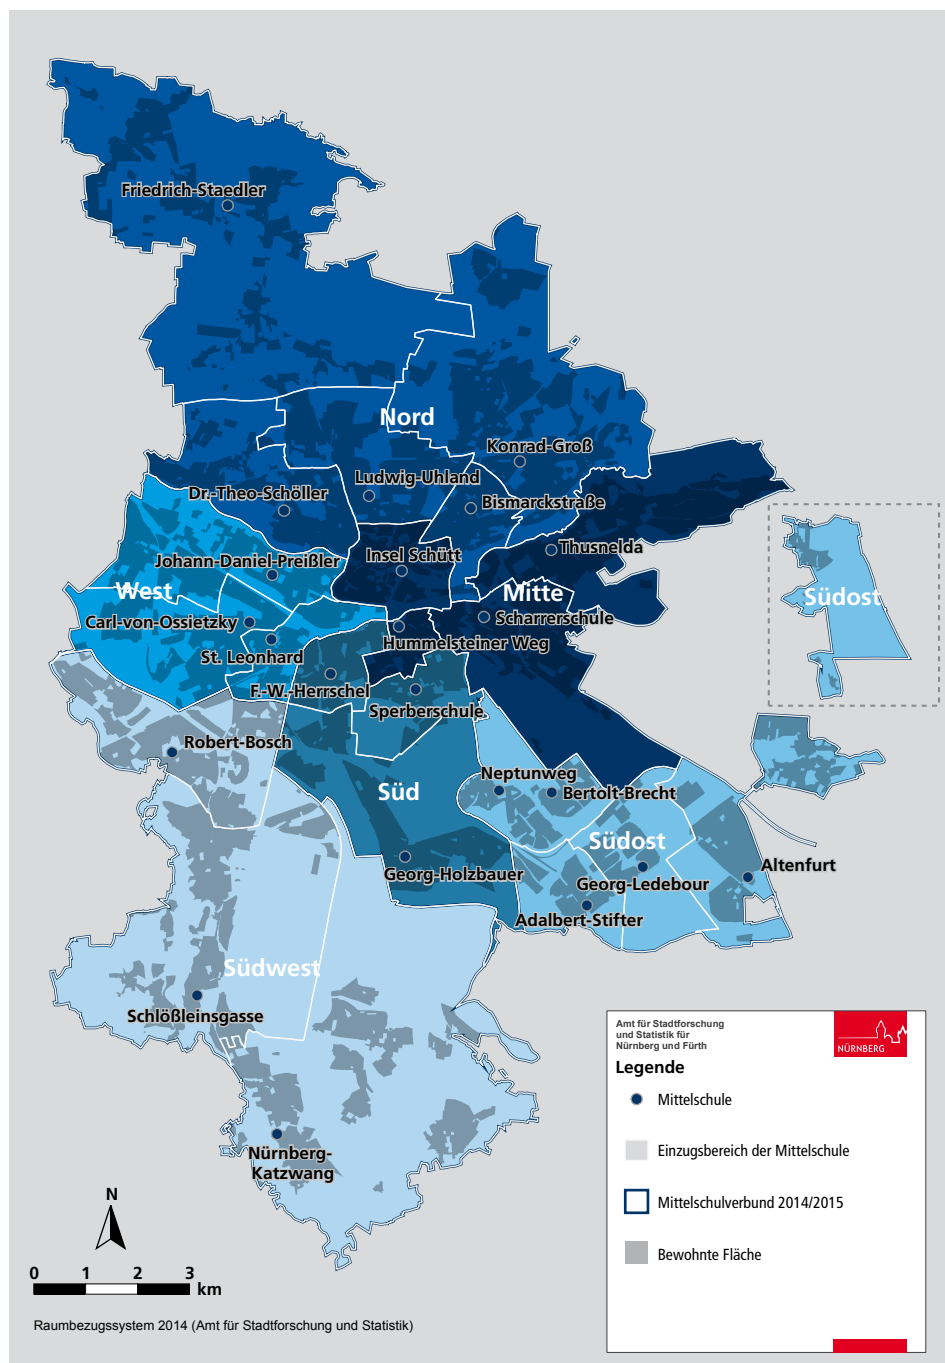 Friedrich-Staedler
Nord
Konrad-Groß
Ludwig-Uhland
Dr.-Theo-Schöller
Bismarckstraße
Thusnelda
Insel Schütt
Johann-Daniel-Preißler
West
Mitte
Südost
Carl-von-Ossietzky
Scharrerschule
Hummelsteiner Weg
St. Leonhard
F.-W.-Herrschel
Sperberschule
Robert-Bosch
Neptunweg
Süd
Bertolt-Brecht
Südost
Altenfurt
Georg-Holzbauer
Georg-Ledebour
Adalbert-Stifter
Südwest
Schlößleinsgasse
Nürnberg-
Katzwang
Amt für Stadtforschung
und Statistik für
Nürnberg und Fürth
NÜRNBERG
Legende
Mittelschule
Einzugsbereich der Mittelschule
Mittelschulverbund 2014/2015
Bewohnte Fläche
N
0 1 2 3
km
Raumbezugssystem 2014 (Amt für Stadtforschung und Statistik)